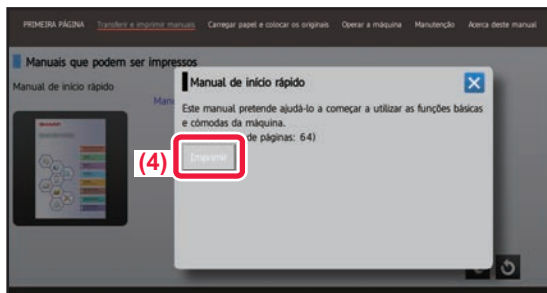 PRIMEIRA PÁGINA Transferir e imprimir manuais Carregar papel e colocar os originais Operar a máquina Manutenção Acerca deste manual
Manuais que podem ser impressos
Manual de início rápido
Manual de início rápido
Este manual pretende ajudá-lo a começar a utilizar as funções básicas
e cómodas da máquina.
de páginas: 64)
(4)
Imprimir